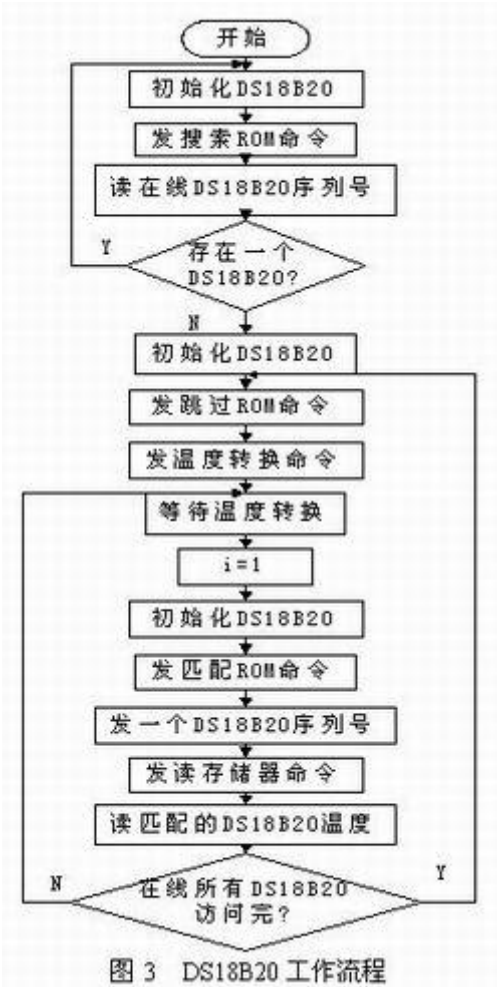 开始
初始化DS18B20
发搜索ROM命令
读在线DS18B20序列号
Y
存在一个
DS18B20?
N
初始化DS18B20
发跳过ROM命令
发温度转换命令
等待温度转换
i=1
初始化DS18B20
发匹配ROM命令
发一个DS18B20序列号
发读存储器命令
读匹配的DS18B20温度
N
Y
在线所有DS18B20
访问完?
图 3 DS18B20 工作流程